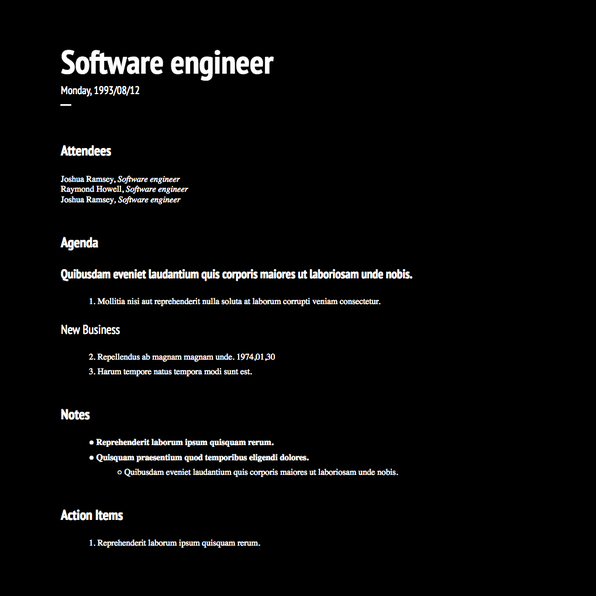 Software engineer
Monday, 1993/08/12
Attendees
Joshua Ramsey, Software engineer
Raymond Howell, Software engineer
Joshua Ramsey, Software engineer
Agenda
Quibusdam eveniet laudantium quis corporis maiores ut laboriosam unde nobis.
1. Mollitia nisi aut reprehenderit nulla soluta at laborum corrupti veniam consectetur.
New Business
2. Repellendus ab magnam magnam unde. 1974,01,30
3. Harum tempore natus tempora modi sunt est.
Notes
● Reprehenderit laborum ipsum quisquam rerum.
● Quisquam praesentium quod temporibus eligendi dolores.
○ Quibusdam eveniet laudantium quis corporis maiores ut laboriosam unde nobis.
Action Items
1. Reprehenderit laborum ipsum quisquam rerum.